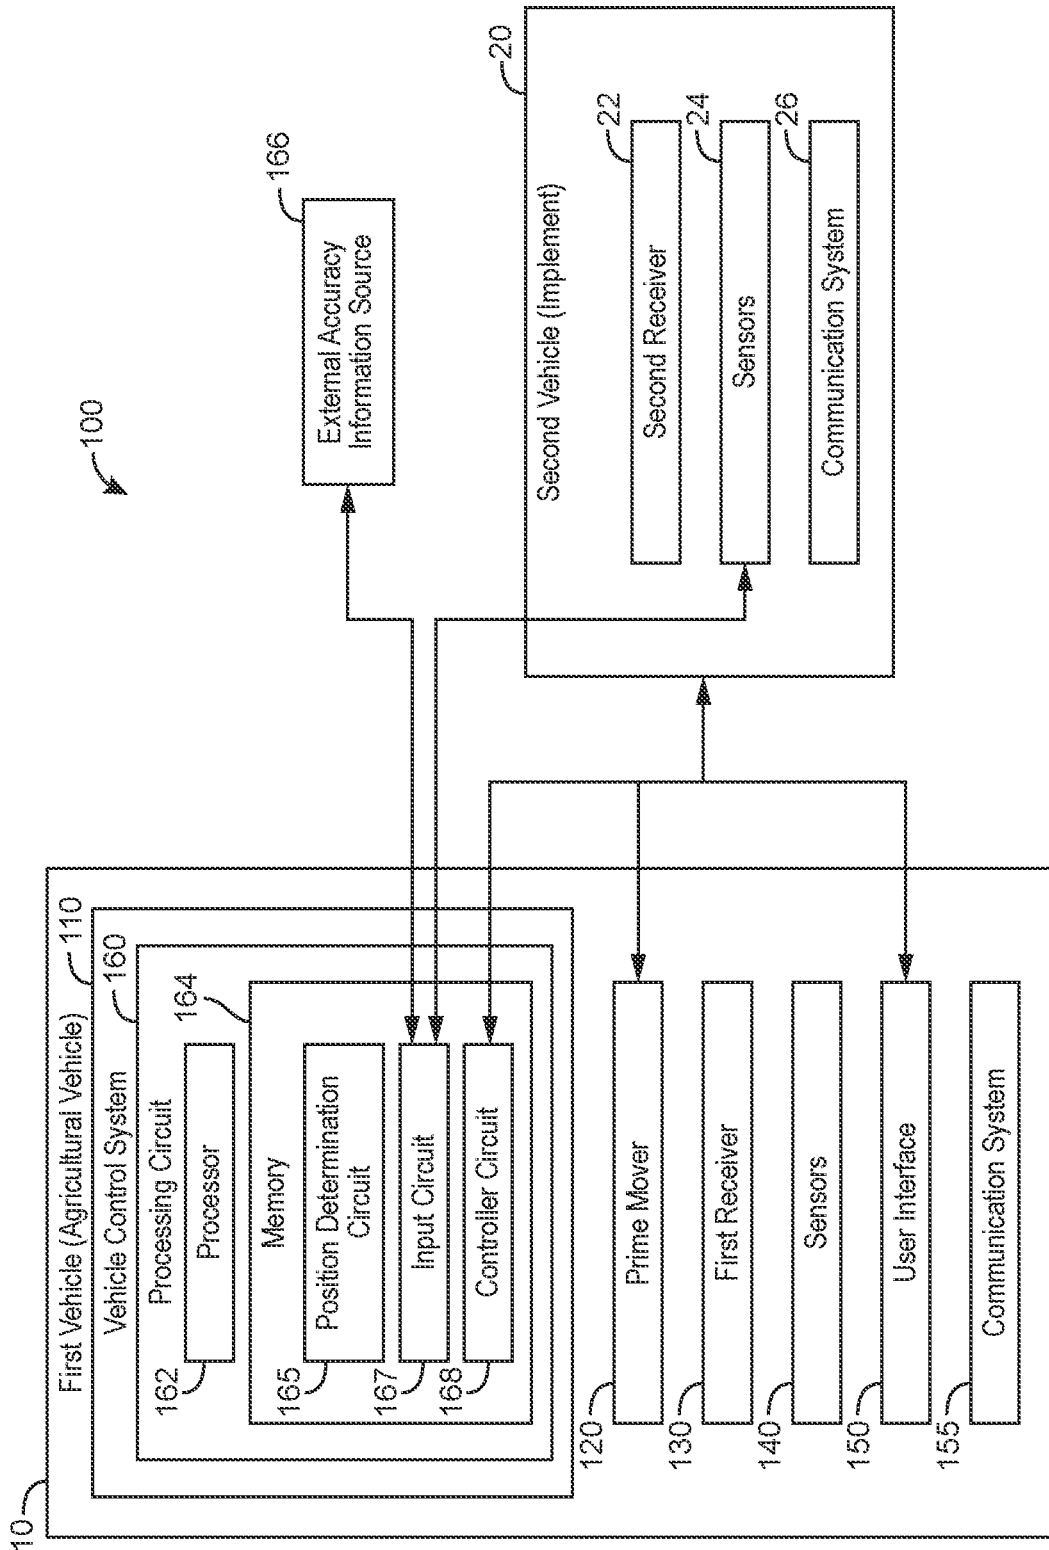 100
10
First Vehicle (Agricultural Vehicle)
110
Vehicle Control System
160
Processing Circuit
162
Processor
164
Memory
165
Position Determination
Circuit
167
Input Circuit
168
Controller Circuit
120
Prime Mover
130
First Receiver
140
Sensors
150
User Interface
155
Communication System
166
External Accuracy
Information Source
20
Second Vehicle (Implement)
22
Second Receiver
24
Sensors
26
Communication System